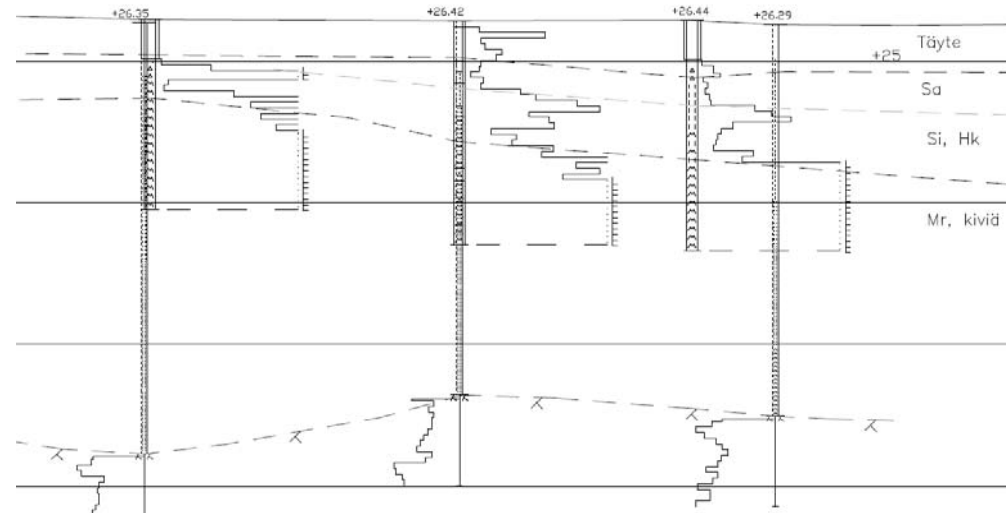 +26.35
+26.42
+26.44
+26.29
Täyte
+25
Sa
Si, Hk
Mr, kiviä